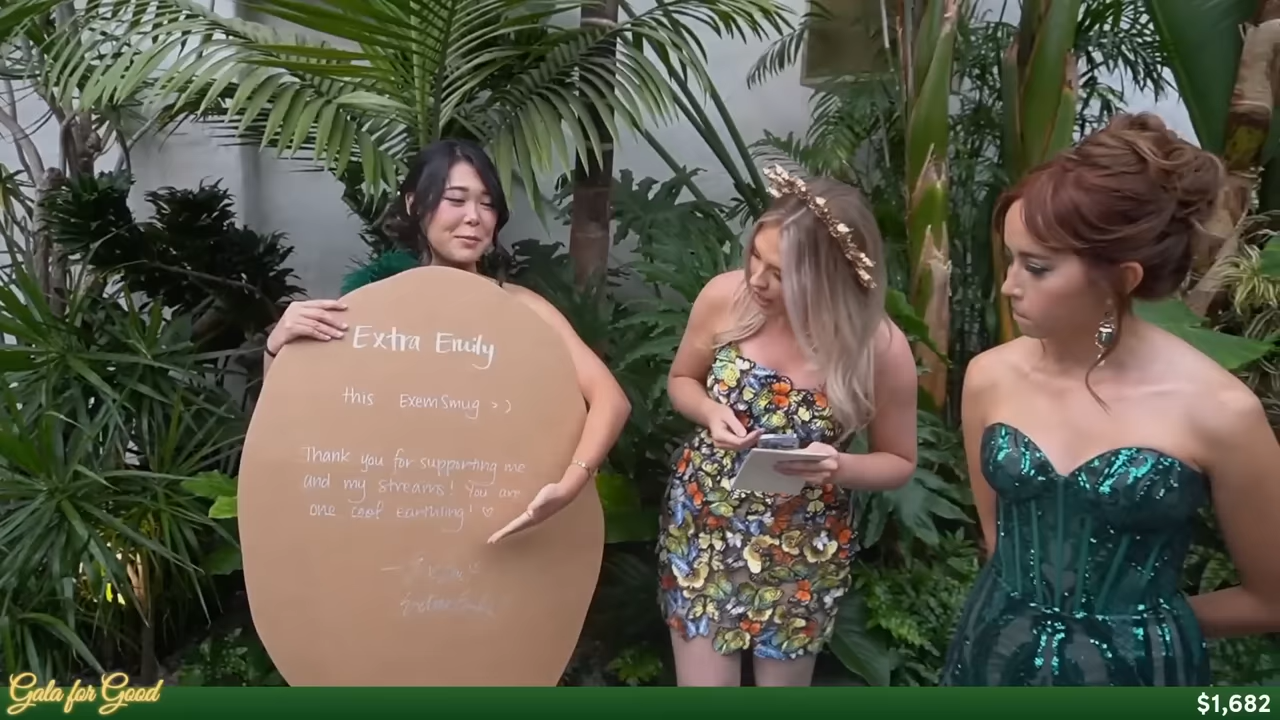 Extra Emily
this ExemSmug >:)
Thank you for supporting me
and my streams! You are
one cool earthling! ♡
Gala for Good
$1,682